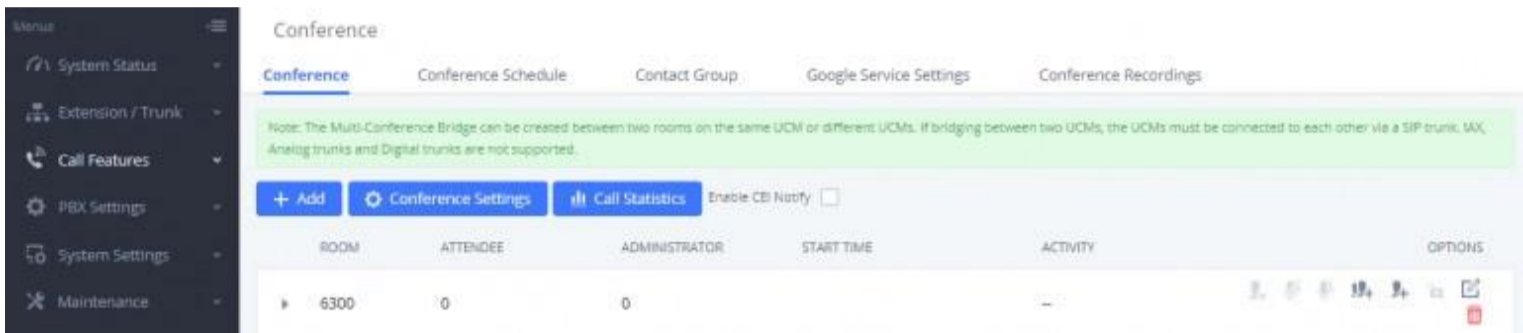 Menus
Conference
System Status
Conference
Conference Schedule
Contact Group
Google Service Settings
Conference Recordings
Extension / Trunk
Note: The Multi-Conference Bridge can be created between two rooms on the same UCM or different UCMs. If bridging between two UCMs, the UCMs must be connected to each other via a SIP trunk. IAX,
Analog trunks and Digital trunks are not supported.
Call Features
+ Add
Conference Settings
Call Statistics
Enable CEI Notify
PBX Settings
ROOM
ATTENDEE
ADMINISTRATOR
START TIME
ACTIVITY
OPTIONS
System Settings
Maintenance
6300
0
0
--